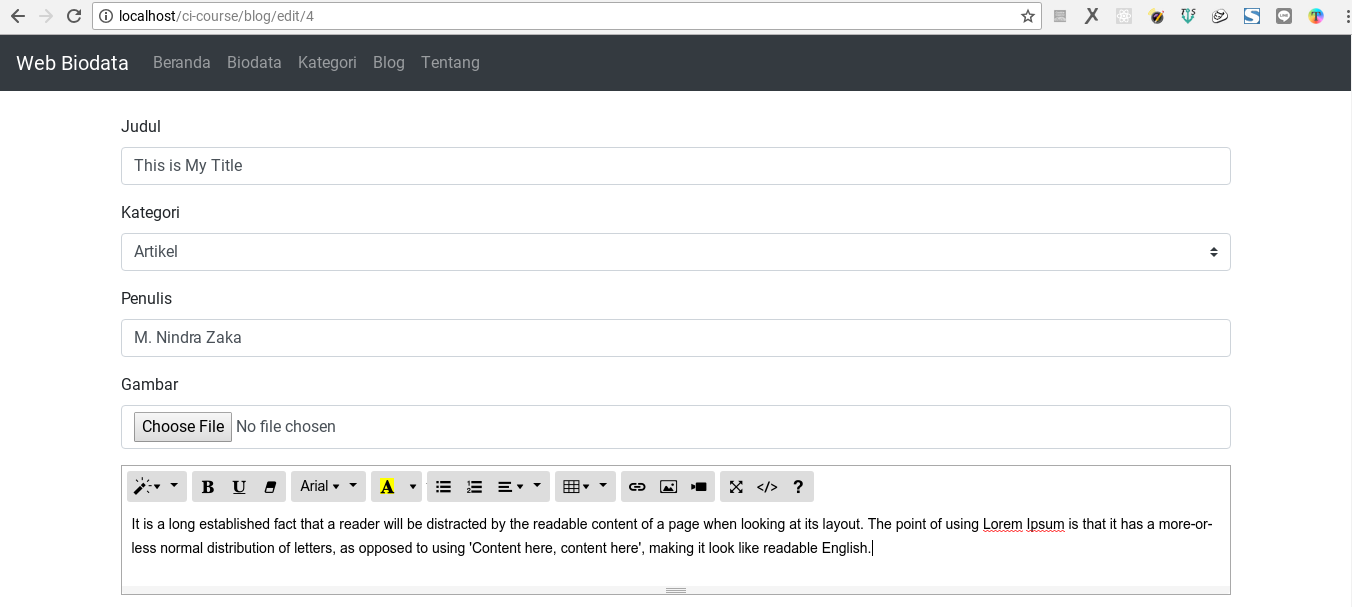 localhost/ci-course/blog/edit/4
Web Biodata Beranda Biodata Kategori Blog Tentang
Judul
This is My Title
Kategori
Artikel
Penulis
M. Nindra Zaka
Gambar
Choose File No file chosen
B U Arial A </> ?
It is a long established fact that a reader will be distracted by the readable content of a page when looking at its layout. The point of using Lorem Ipsum is that it has a more-or-
less normal distribution of letters, as opposed to using 'Content here, content here', making it look like readable English.